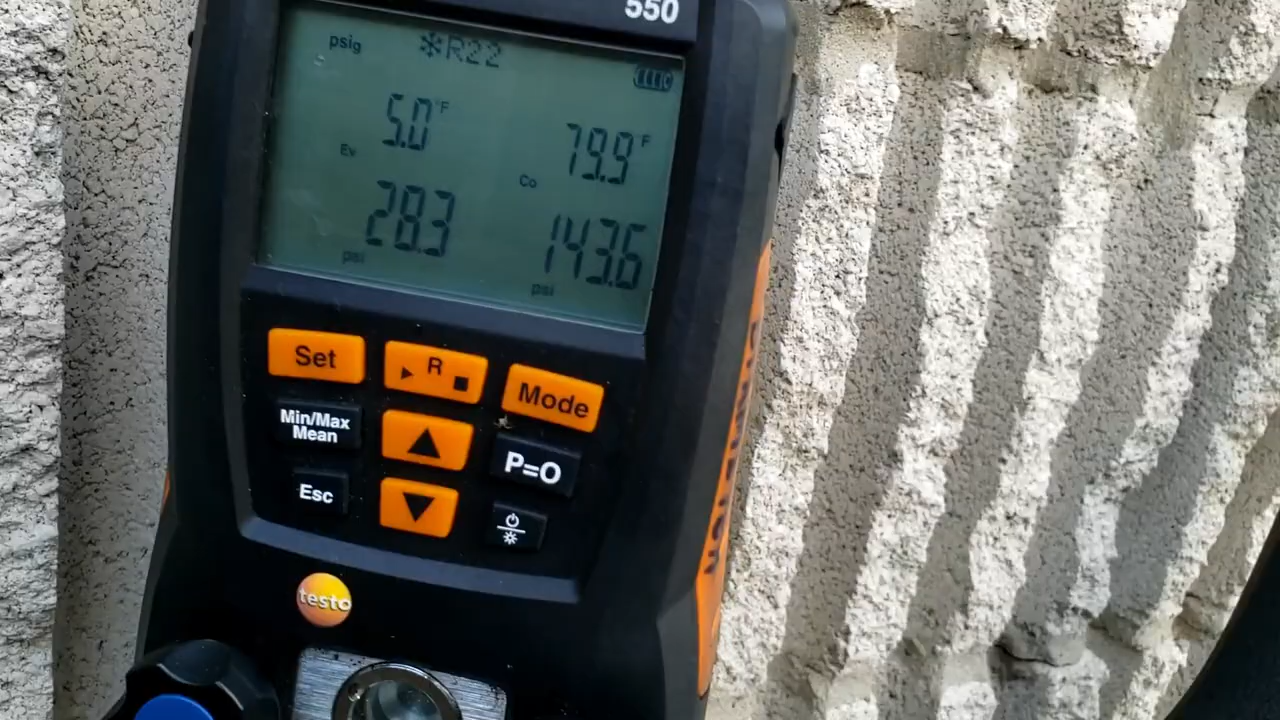 550
psig ❄R22
5.0°F
79.9°F
Ev
Co
28.3
143.6
psi
psi
Set
R
Mode
Min/Max
Mean
P=O
Esc
testo